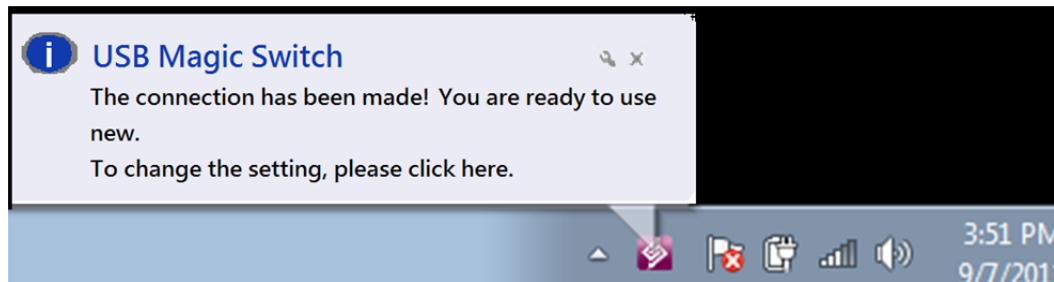 USB Magic Switch
The connection has been made! You are ready to use
new.
To change the setting, please click here.
3:51 PM